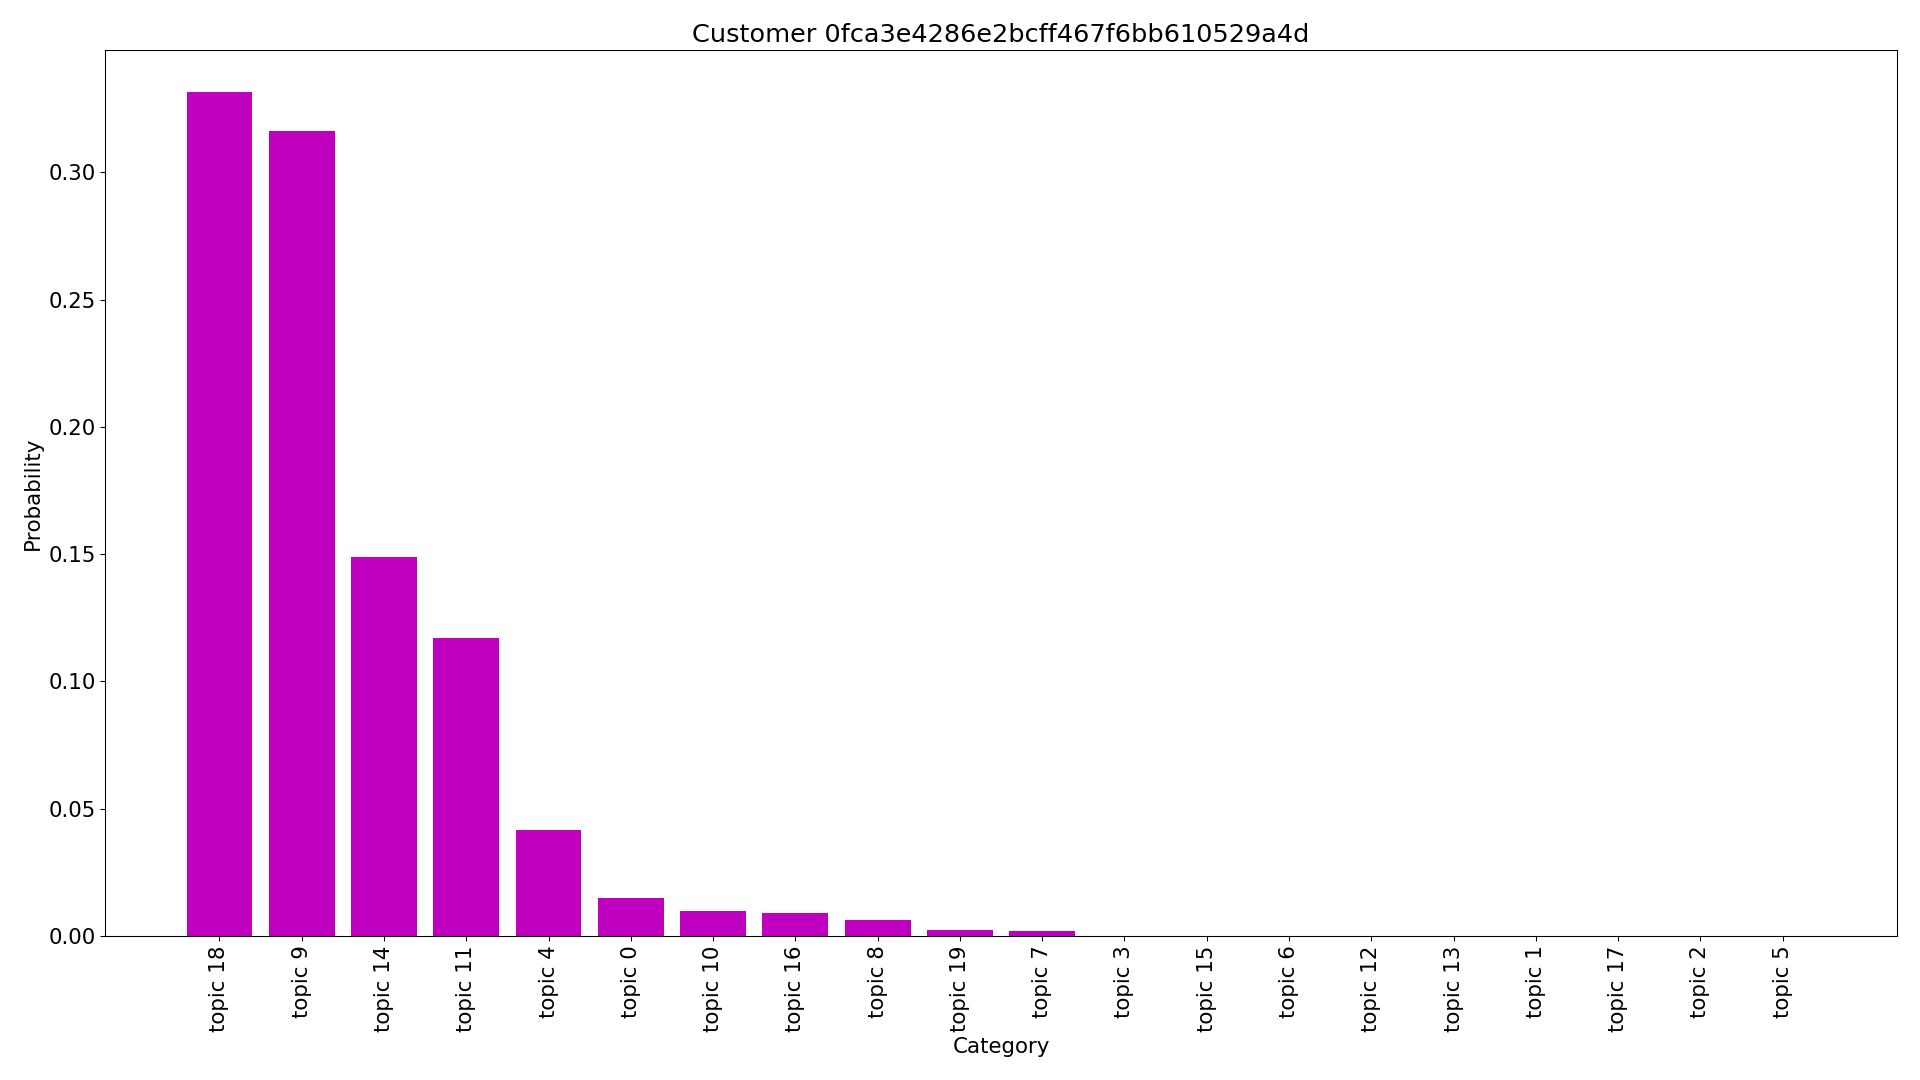 Customer 0fca3e4286e2bcff467f6bb610529a4d
Probability
0.30
0.25
0.20
0.15
0.10
0.05
0.00
topic 18
topic 9
topic 14
topic 11
topic 4
topic 0
topic 10
topic 16
topic 8
topic 19
topic 7
topic 3
topic 15
topic 6
topic 12
topic 13
topic 1
topic 17
topic 2
topic 5
Category